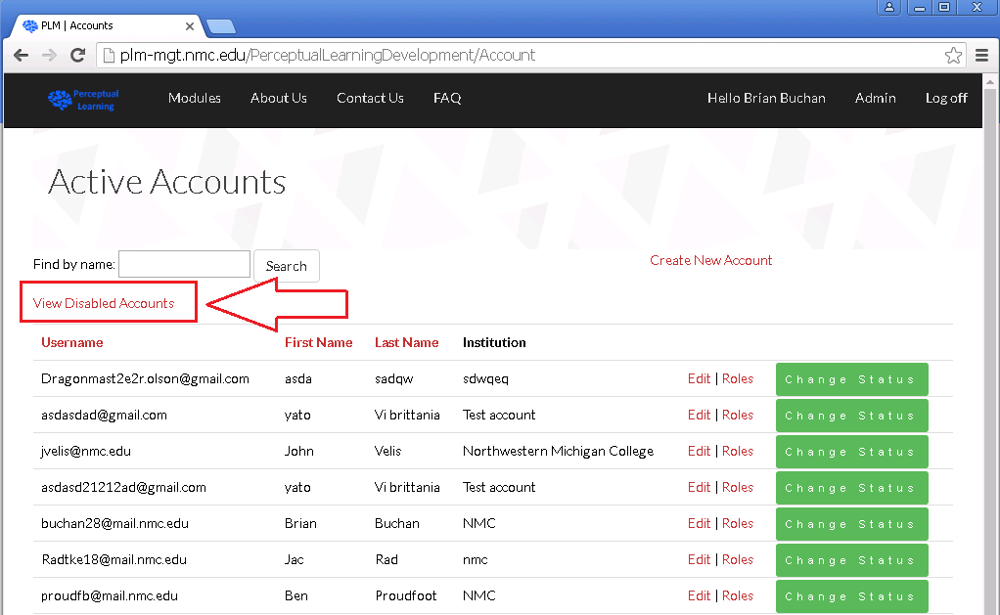 PLM | Accounts
plm-mgt.nmc.edu/PerceptualLearningDevelopment/Account
Perceptual Learning Modules About Us Contact Us FAQ Hello Brian Buchan Admin Log off
Active Accounts
Find by name: Search Create New Account
View Disabled Accounts
Username First Name Last Name Institution
Dragonmast2e2r.olson@gmail.com asda sadqw sdwqeq Edit | Roles Change Status
asdasdad@gmail.com yato Vi brittania Test account Edit | Roles Change Status
jvelis@nmc.edu John Velis Northwestern Michigan College Edit | Roles Change Status
asdasd21212ad@gmail.com yato Vi brittania Test account Edit | Roles Change Status
buchan28@mail.nmc.edu Brian Buchan NMC Edit | Roles Change Status
Radtke18@mail.nmc.edu Jac Rad nmc Edit | Roles Change Status
proudfb@mail.nmc.edu Ben Proudfoot NMC Edit | Roles Change Status